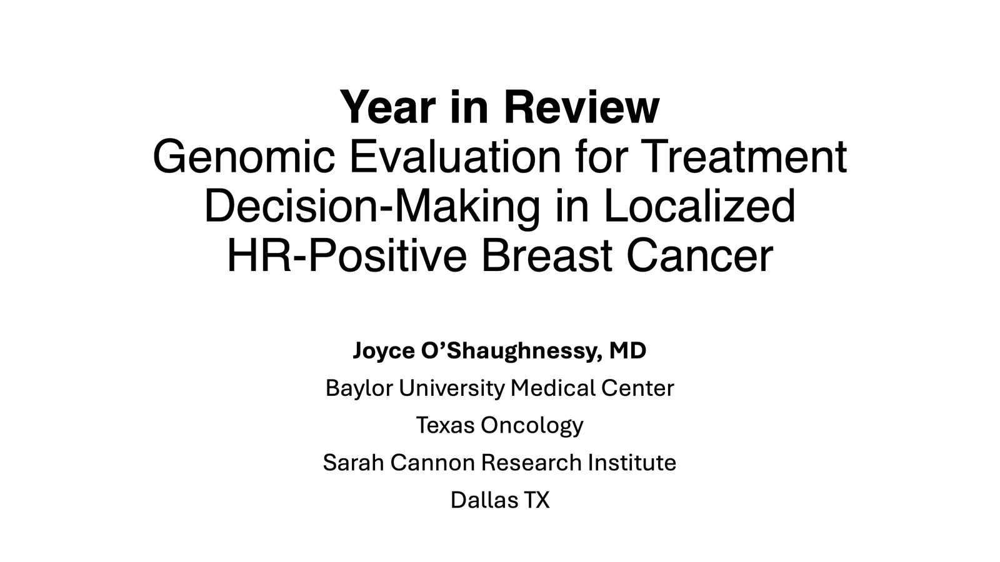 Year in Review
Genomic Evaluation for Treatment
Decision-Making in Localized
HR-Positive Breast Cancer
Joyce O’Shaughnessy, MD
Baylor University Medical Center
Texas Oncology
Sarah Cannon Research Institute
Dallas TX